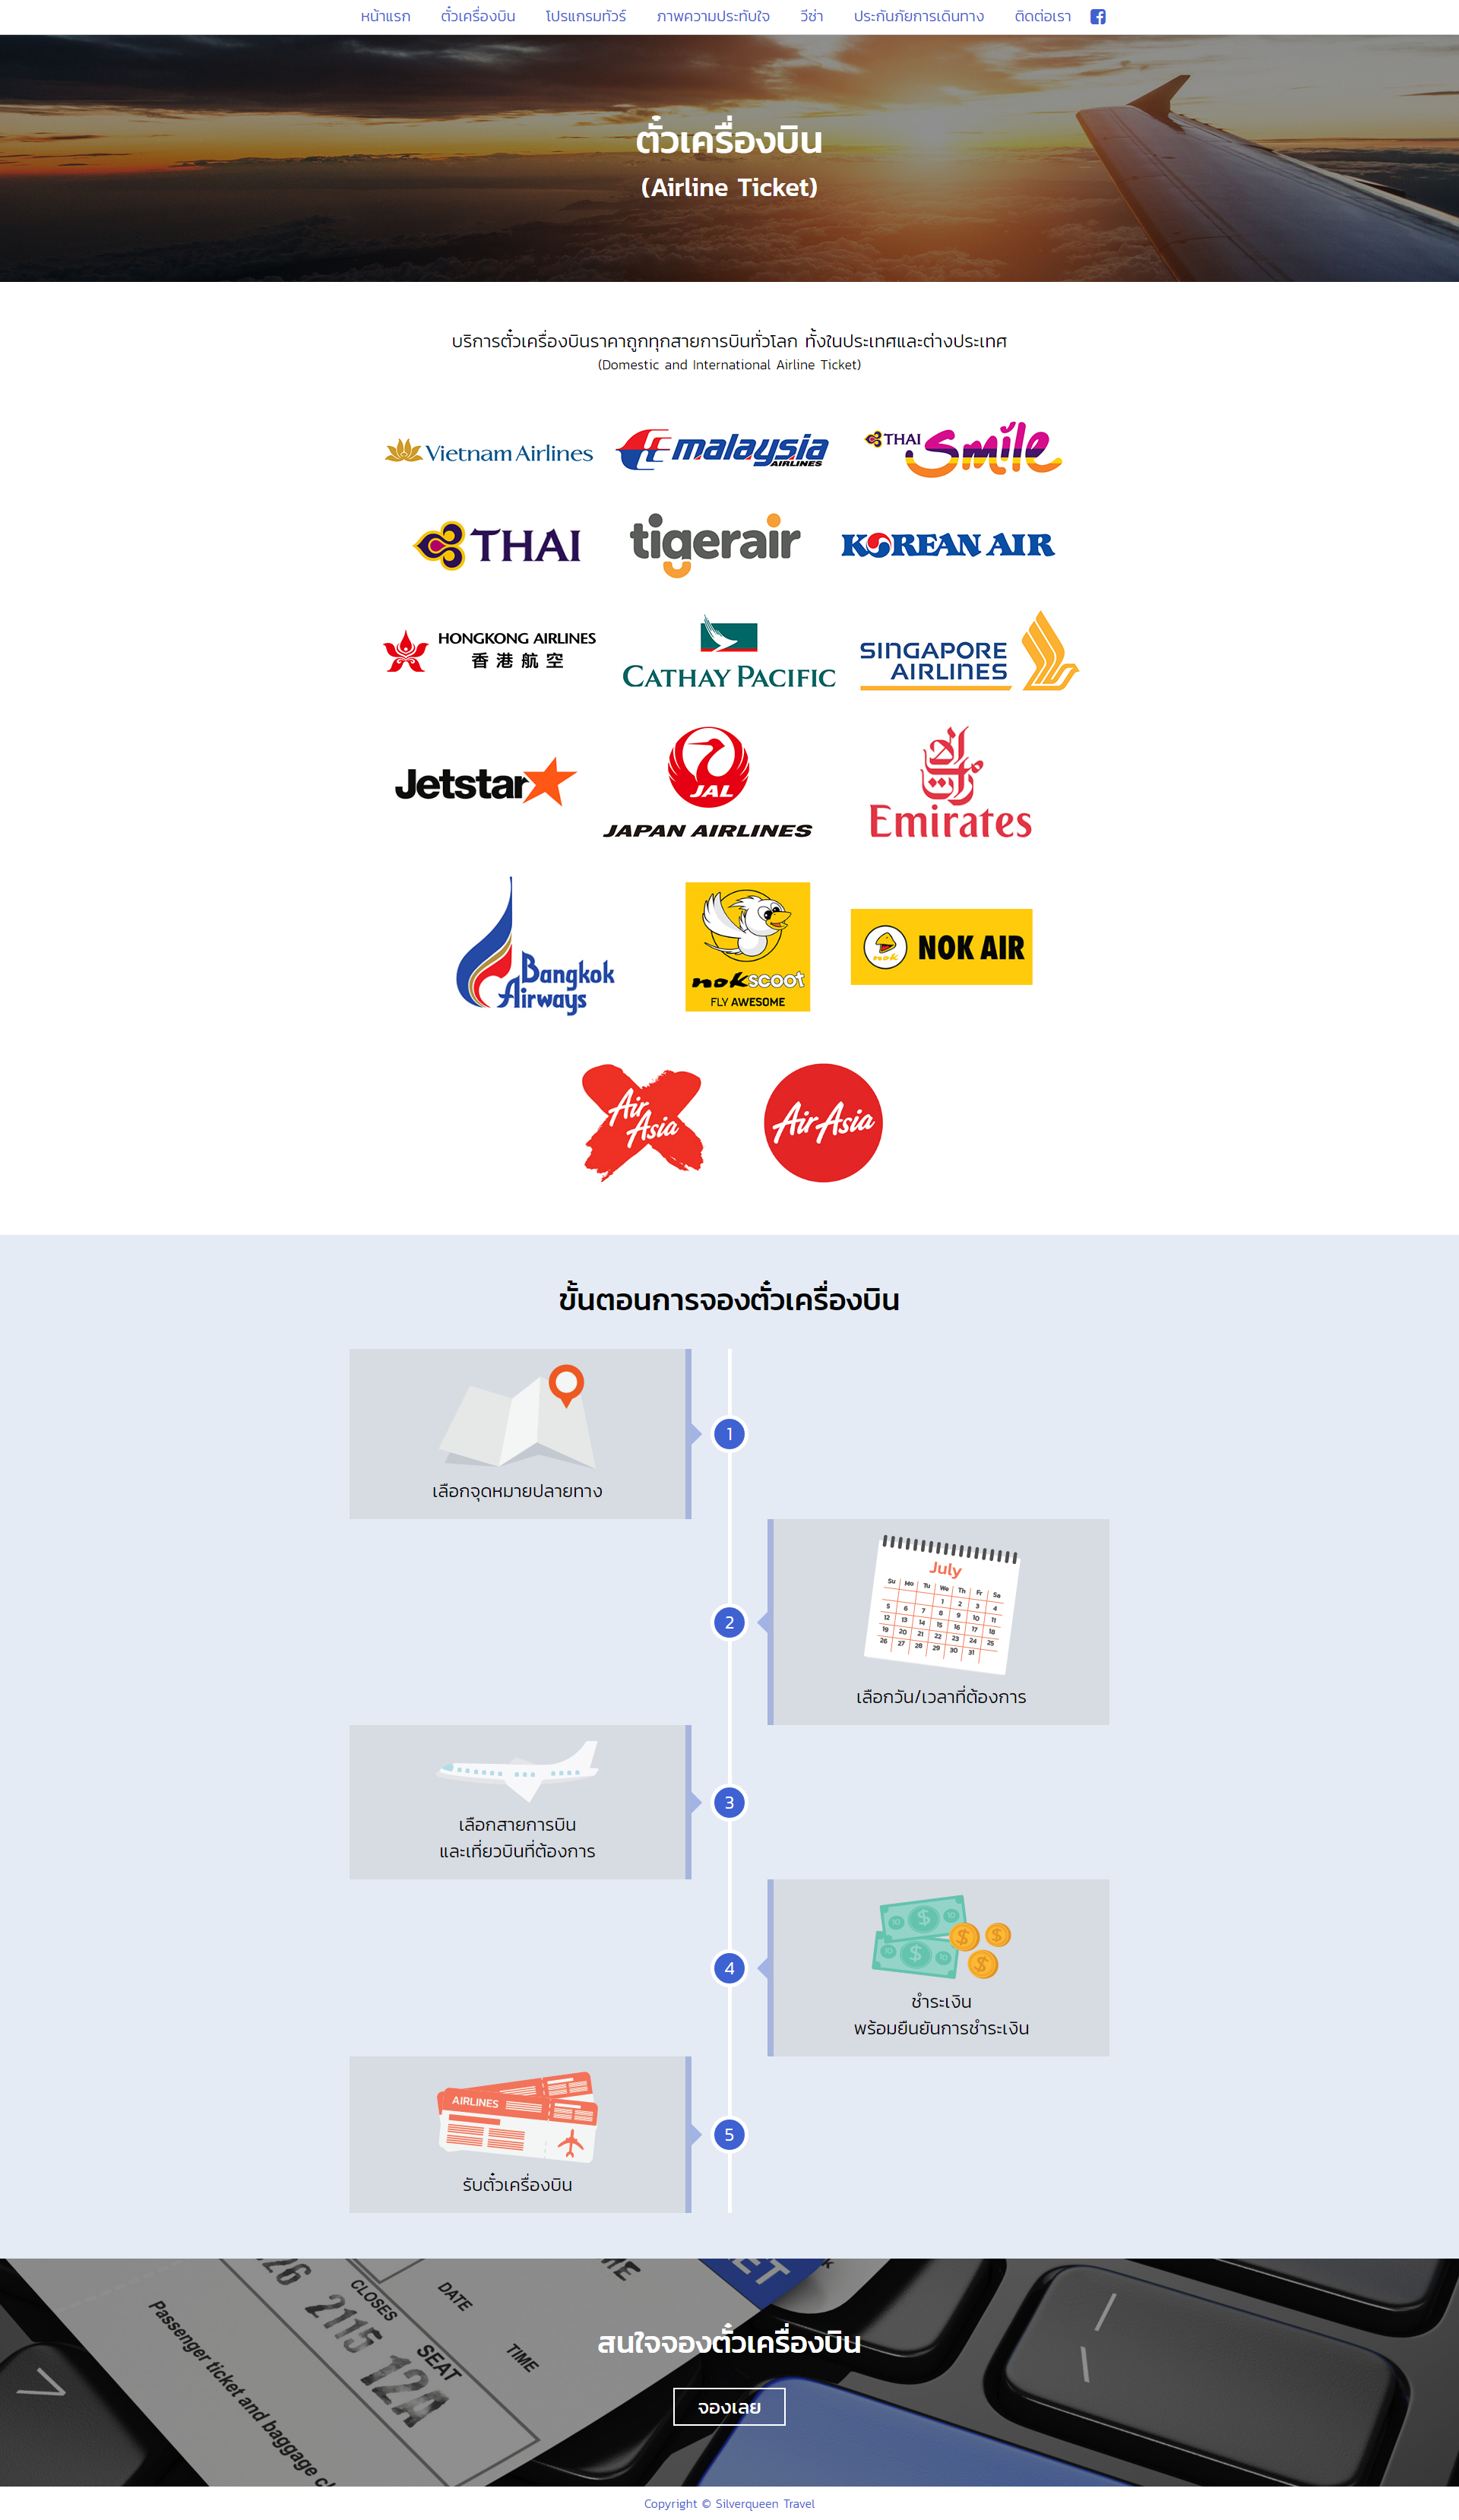 หน้าแรก ตั๋วเครื่องบิน โปรแกรมทัวร์ ภาพความประทับใจ วีซ่า ประกันภัยการเดินทาง ติดต่อเรา
ตั๋วเครื่องบิน
(Airline Ticket)
บริการตั๋วเครื่องบินราคาถูกทุกสายการบินทั่วโลก ทั้งในประเทศและต่างประเทศ
(Domestic and International Airline Ticket)
Vietnam Airlines
malaysia
AIRLINES
THAI
Smile
THAI
tigerair
KOREAN AIR
HONGKONG AIRLINES
香港航空
CATHAY PACIFIC
SINGAPORE
AIRLINES
Jetstar
JAL
JAPAN AIRLINES
Emirates
Bangkok
Airways
nokscoot
FLY AWESOME
nok
NOK AIR
Air
Asia
AirAsia
ขั้นตอนการจองตั๋วเครื่องบิน
1
เลือกจุดหมายปลายทาง
July
Su Mo Tu We Th Fr Sa
1 2 3 4
5 6 7 8 9 10 11
12 13 14 15 16 17 18
19 20 21 22 23 24 25
26 27 28 29 30 31
2
เลือกวัน/เวลาที่ต้องการ
3
เลือกสายการบิน
และเที่ยวบินที่ต้องการ
4
ชำระเงิน
พร้อมยืนยันการชำระเงิน
AIRLINES
5
รับตั๋วเครื่องบิน
26
2115
CLOSES
DATE
SEAT
12A
TIME
Passenger ticket and baggage
สนใจจองตั๋วเครื่องบิน
จองเลย
Copyright © Silverqueen Travel